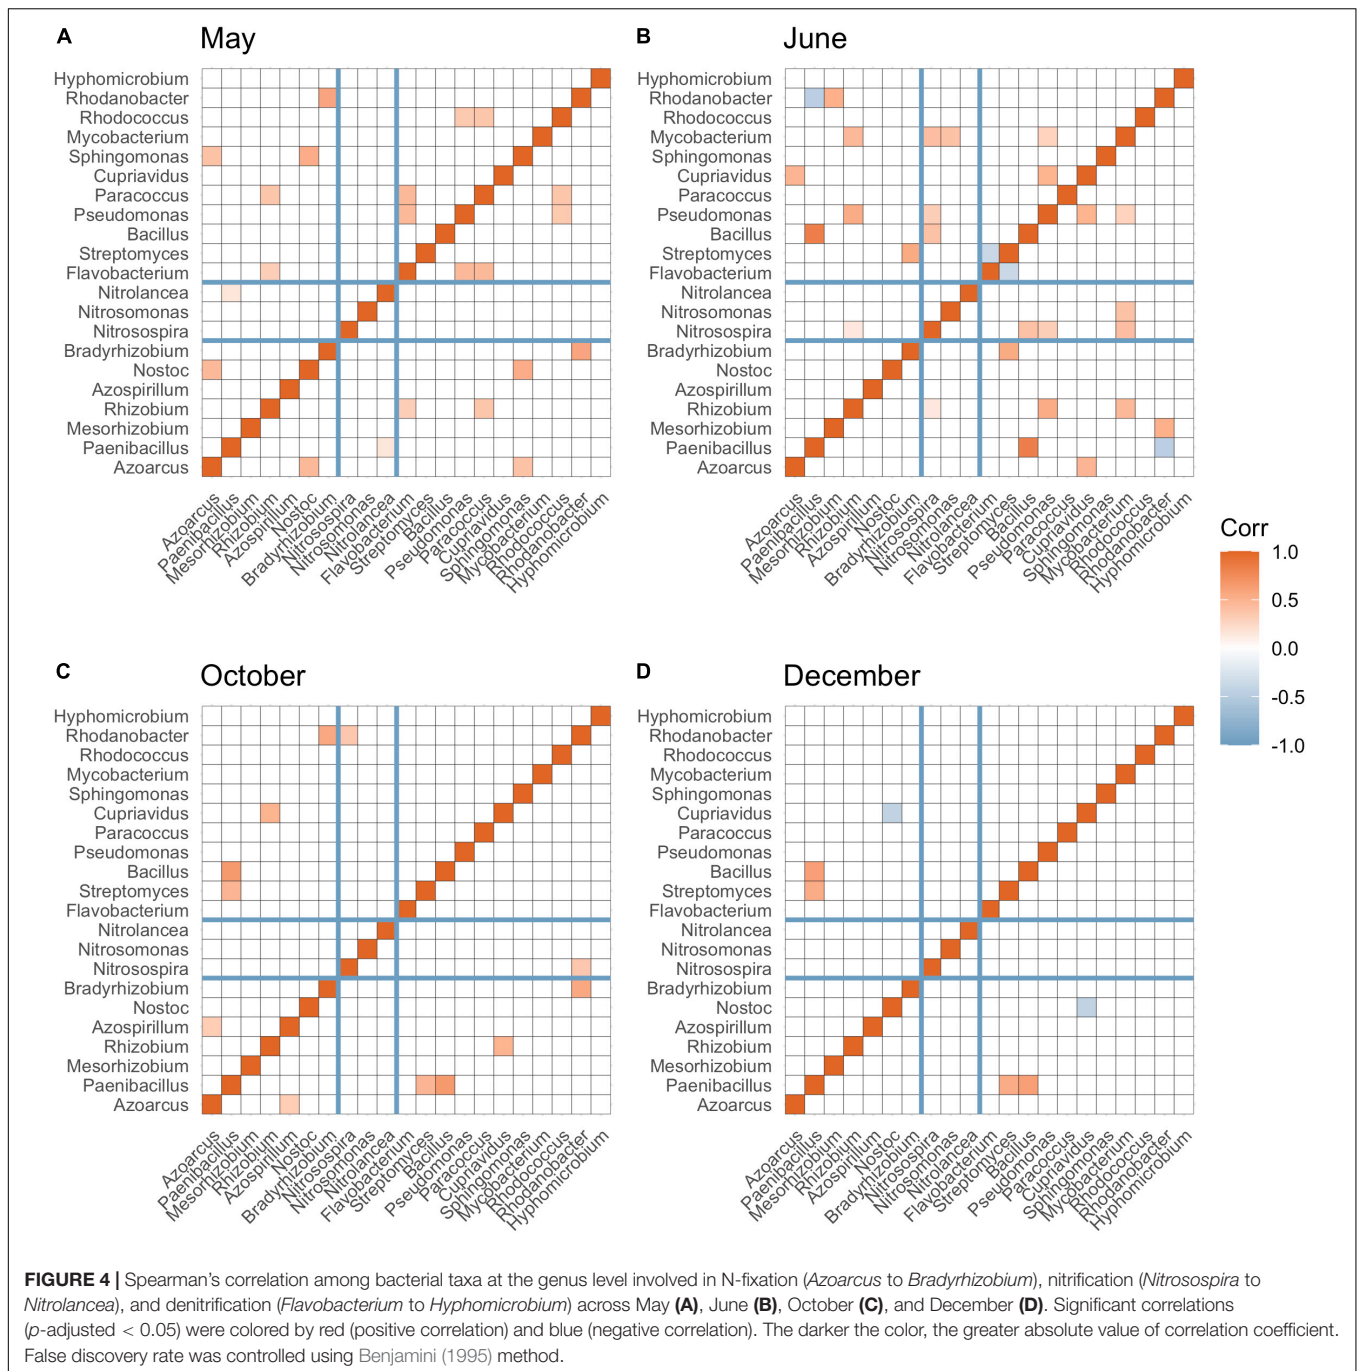 A May
Hyphomicrobium
Rhodanobacter
Rhodococcus
Mycobacterium
Sphingomonas
Cupriavidus
Paracoccus
Pseudomonas
Bacillus
Streptomyces
Flavobacterium
Nitrolancea
Nitrosomonas
Nitrosospira
Bradyrhizobium
Nostoc
Azospirillum
Rhizobium
Mesorhizobium
Paenibacillus
Azoarcus
Azoarcus
Paenibacillus
Mesorhizobium
Rhizobium
Azospirillum
Nostoc
Bradyrhizobium
Nitrosospira
Nitrosomonas
Nitrolancea
Flavobacterium
Streptomyces
Bacillus
Pseudomonas
Paracoccus
Cupriavidus
Sphingomonas
Mycobacterium
Rhodococcus
Rhodanobacter
Hyphomicrobium
B June
Hyphomicrobium
Rhodanobacter
Rhodococcus
Mycobacterium
Sphingomonas
Cupriavidus
Paracoccus
Pseudomonas
Bacillus
Streptomyces
Flavobacterium
Nitrolancea
Nitrosomonas
Nitrosospira
Bradyrhizobium
Nostoc
Azospirillum
Rhizobium
Mesorhizobium
Paenibacillus
Azoarcus
Azoarcus
Paenibacillus
Mesorhizobium
Rhizobium
Azospirillum
Nostoc
Bradyrhizobium
Nitrosospira
Nitrosomonas
Nitrolancea
Flavobacterium
Streptomyces
Bacillus
Pseudomonas
Paracoccus
Cupriavidus
Sphingomonas
Mycobacterium
Rhodococcus
Rhodanobacter
Hyphomicrobium
Corr
1.0
0.5
0.0
-0.5
-1.0
C October
Hyphomicrobium
Rhodanobacter
Rhodococcus
Mycobacterium
Sphingomonas
Cupriavidus
Paracoccus
Pseudomonas
Bacillus
Streptomyces
Flavobacterium
Nitrolancea
Nitrosomonas
Nitrosospira
Bradyrhizobium
Nostoc
Azospirillum
Rhizobium
Mesorhizobium
Paenibacillus
Azoarcus
Azoarcus
Paenibacillus
Mesorhizobium
Rhizobium
Azospirillum
Nostoc
Bradyrhizobium
Nitrosospira
Nitrosomonas
Nitrolancea
Flavobacterium
Streptomyces
Bacillus
Pseudomonas
Paracoccus
Cupriavidus
Sphingomonas
Mycobacterium
Rhodococcus
Rhodanobacter
Hyphomicrobium
D December
Hyphomicrobium
Rhodanobacter
Rhodococcus
Mycobacterium
Sphingomonas
Cupriavidus
Paracoccus
Pseudomonas
Bacillus
Streptomyces
Flavobacterium
Nitrolancea
Nitrosomonas
Nitrosospira
Bradyrhizobium
Nostoc
Azospirillum
Rhizobium
Mesorhizobium
Paenibacillus
Azoarcus
Azoarcus
Paenibacillus
Mesorhizobium
Rhizobium
Azospirillum
Nostoc
Bradyrhizobium
Nitrosospira
Nitrosomonas
Nitrolancea
Flavobacterium
Streptomyces
Bacillus
Pseudomonas
Paracoccus
Cupriavidus
Sphingomonas
Mycobacterium
Rhodococcus
Rhodanobacter
Hyphomicrobium
FIGURE 4 | Spearman's correlation among bacterial taxa at the genus level involved in N-fixation (Azoarcus to Bradyrhizobium), nitrification (Nitrosospira to
Nitrolancea), and denitrification (Flavobacterium to Hyphomicrobium) across May (A), June (B), October (C), and December (D). Significant correlations
(p-adjusted < 0.05) were colored by red (positive correlation) and blue (negative correlation). The darker the color, the greater absolute value of correlation coefficient.
False discovery rate was controlled using Benjamini (1995) method.